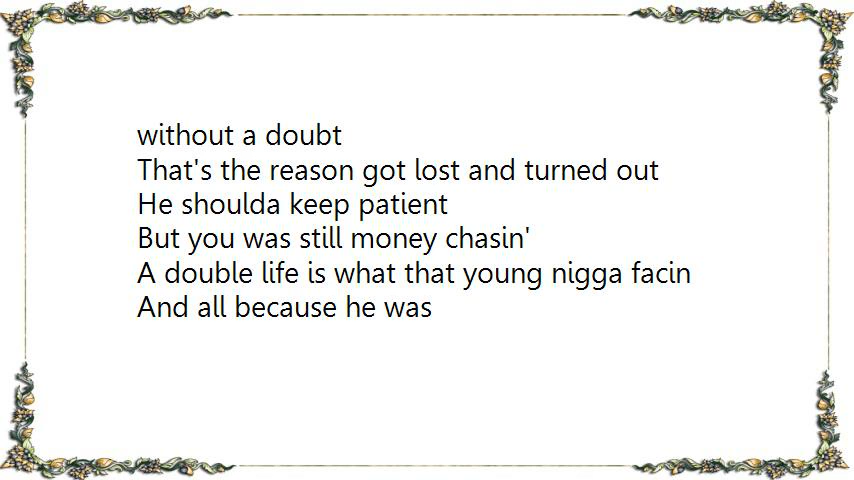 without a doubt
That's the reason got lost and turned out
He shoulda keep patient
But you was still money chasin'
A double life is what that young nigga facin
And all because he was